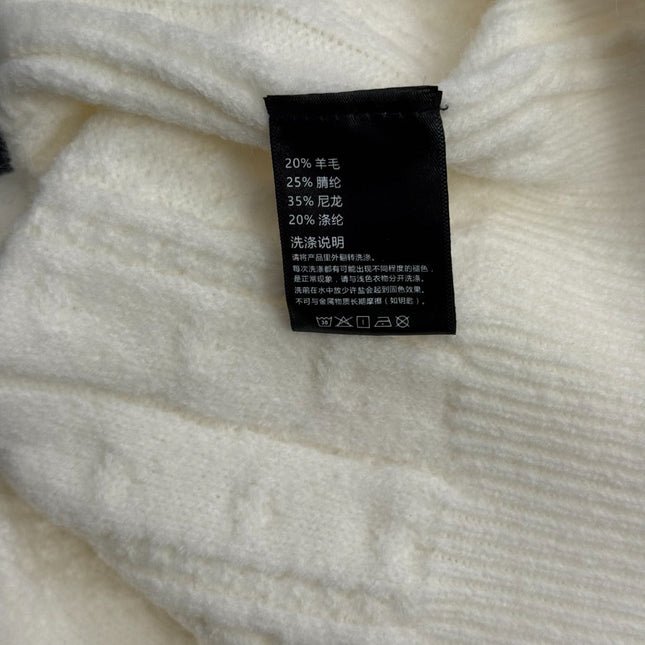 20% 羊毛
25% 腈纶
35% 尼龙
20% 涤纶
洗涤说明
请将产品里外翻转洗涤.
每次洗涤都有可能出现不同程度的褪色,
是正常现象, 请与浅色衣物分开洗涤.
洗前在水中放少许盐会起到固色效果.
不可与金属物质长期摩擦（如钥匙）.
30